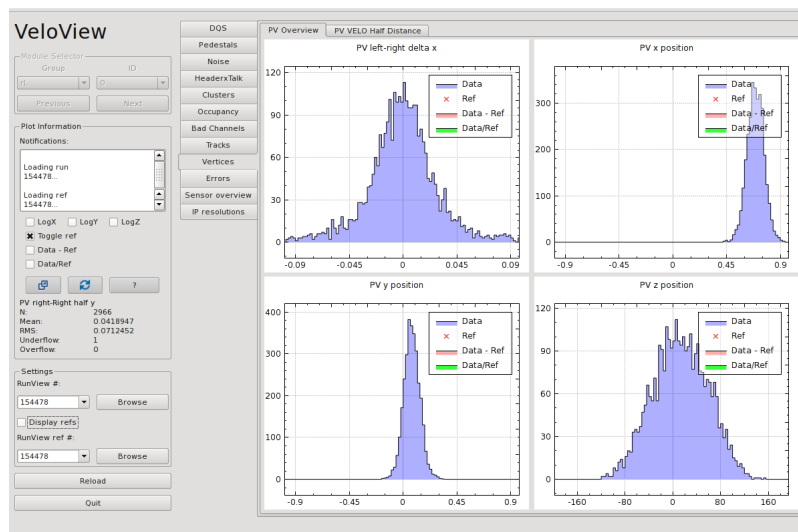 VeloView
Module Selector
Group ID
Previous Next
Plot Information
Notifications:
Loading run
154478...
Loading ref
154478...
LogX LogY LogZ
Toggle ref
Data - Ref
Data/Ref
?
PV right-Right half y
N: 2966
Mean: 0.0418947
RMS: 0.0712452
Underflow: 1
Overflow: 0
Settings
RunView #:
154478 Browse
Display refs
RunView ref #:
154478 Browse
Reload
Quit
DQS
Pedestals
Noise
HeaderxTalk
Clusters
Occupancy
Bad Channels
Tracks
Vertices
Errors
Sensor overview
IP resolutions
PV Overview PV VELO Half Distance
PV left-right delta x
120
90
60
30
0
-0.09 -0.045 0 0.045 0.09
Data
Ref
Data - Ref
Data/Ref
PV x position
300
200
100
0
-0.9 -0.45 0 0.45 0.9
Data
Ref
Data - Ref
Data/Ref
PV y position
400
300
200
100
0
-0.9 -0.45 0 0.45 0.9
Data
Ref
Data - Ref
Data/Ref
PV z position
120
90
60
30
0
-160 -80 0 80 160
Data
Ref
Data - Ref
Data/Ref